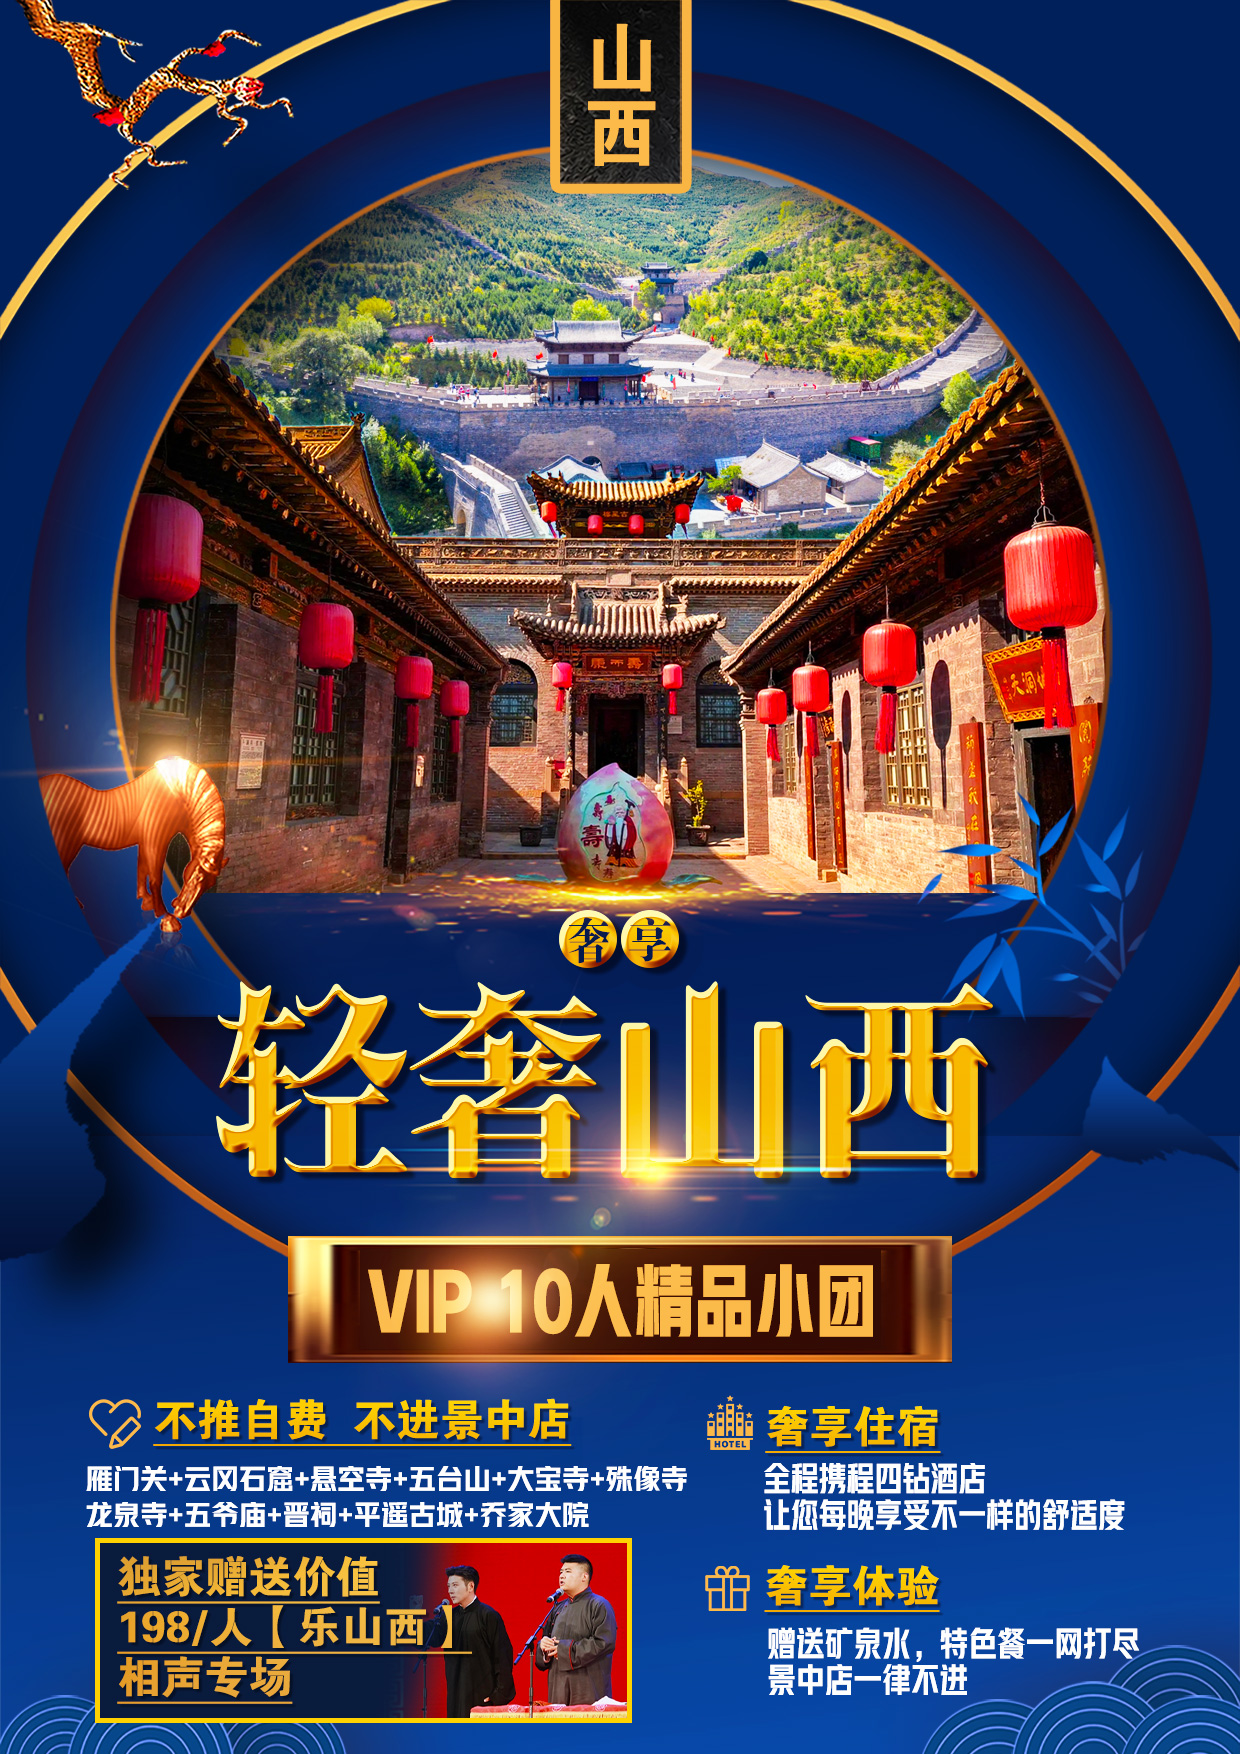 山西
壽
奢享
轻奢山西
VIP 10人精品小团
不推自费 不进景中店
雁门关+云冈石窟+悬空寺+五台山+大宝寺+殊像寺
龙泉寺+五爷庙+晋祠+平遥古城+乔家大院
独家赠送价值
198/人【乐山西】
相声专场
HOTEL
奢享住宿
全程携程四钻酒店
让您每晚享受不一样的舒适度
奢享体验
赠送矿泉水，特色餐一网打尽
景中店一律不进